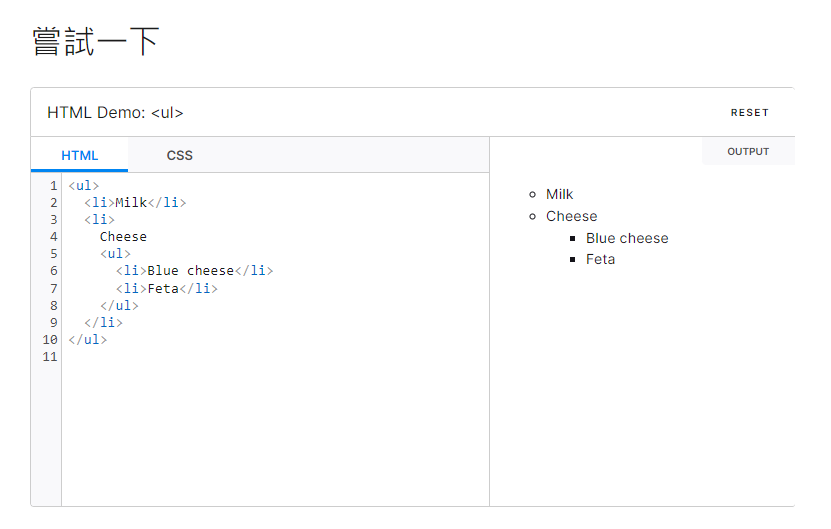 嘗試一下
HTML Demo: <ul>
RESET
HTML
CSS
OUTPUT
1 <ul>
2   <li>Milk</li>
3   <li>
4     Cheese
5     <ul>
6       <li>Blue cheese</li>
7       <li>Feta</li>
8     </ul>
9   </li>
10 </ul>
11
Milk
Cheese
Blue cheese
Feta